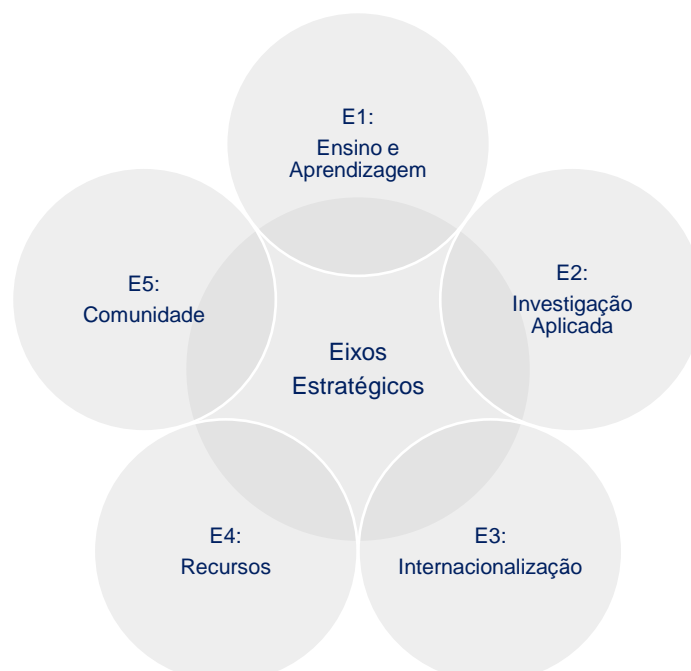 E1:
Ensino e
Aprendizagem
E2:
Investigação
Aplicada
E3:
Internacionalização
E4:
Recursos
E5:
Comunidade
Eixos
Estratégicos